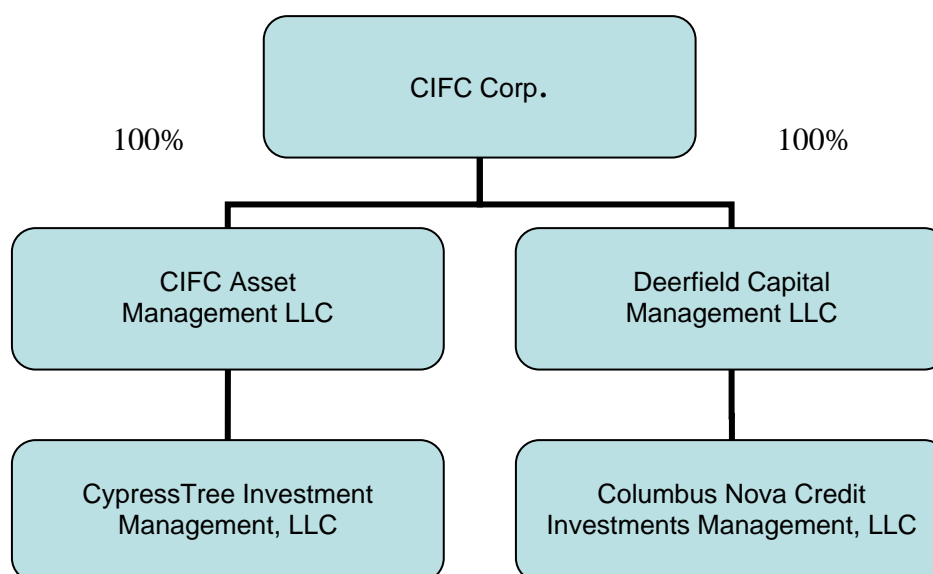 CIFC Corp.
100%
100%
CIFC Asset
Management LLC
Deerfield Capital
Management LLC
CypressTree Investment
Management, LLC
Columbus Nova Credit
Investments Management, LLC